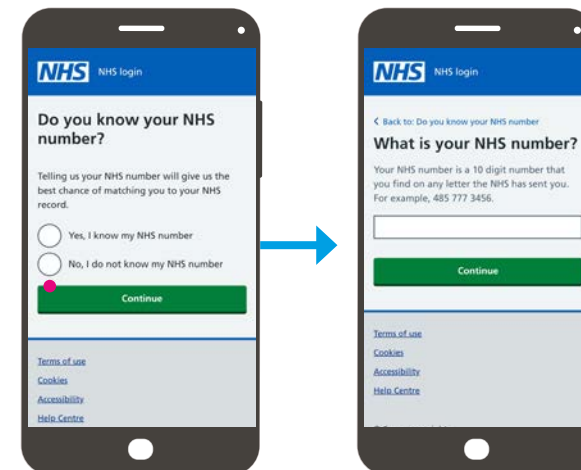 NHS NHS login
Do you know your NHS
number?
Telling us your NHS number will give us the
best chance of matching you to your NHS
record.
Yes, I know my NHS number
No, I do not know my NHS number
Continue
Terms of use
Cookies
Accessibility
Help Centre
NHS NHS login
Back to: Do you know your NHS number
What is your NHS number?
Your NHS number is a 10 digit number that
you find on any letter the NHS has sent you.
For example, 485 777 3456.
Continue
Terms of use
Cookies
Accessibility
Help Centre